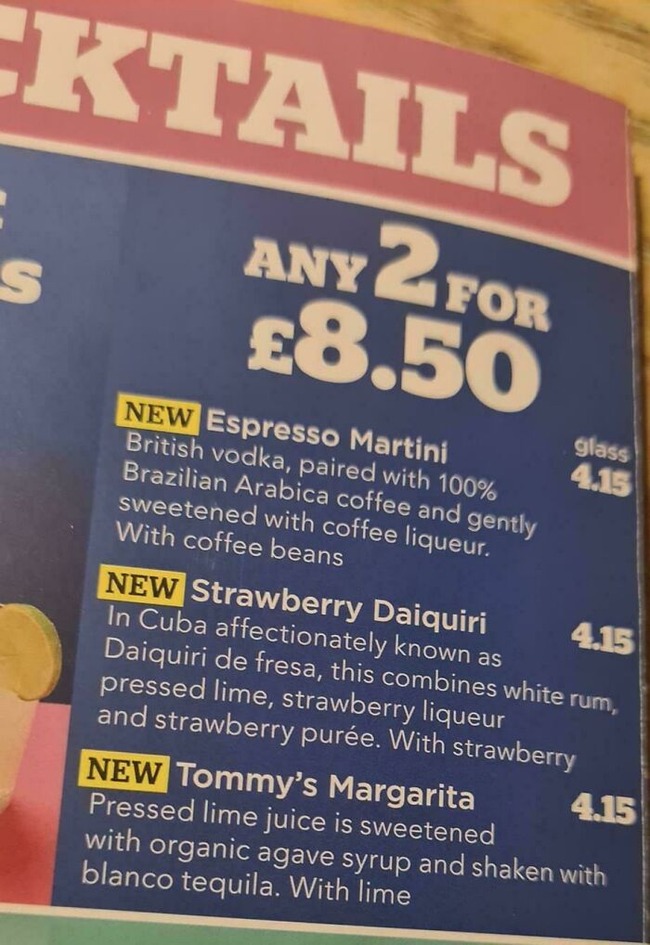 CKTAILS
S
ANY 2 FOR
£8.50
NEW Espresso Martini
glass
British vodka, paired with 100%
4.15
Brazilian Arabica coffee and gently
sweetened with coffee liqueur.
With coffee beans
NEW Strawberry Daiquiri
4.15
In Cuba affectionately known as
Daiquiri de fresa, this combines white rum,
pressed lime, strawberry liqueur
and strawberry purée. With strawberry
NEW Tommy's Margarita
4.15
Pressed lime juice is sweetened
with organic agave syrup and shaken with
blanco tequila. With lime